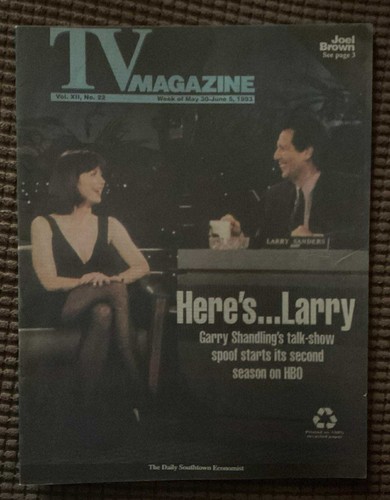 Joel
Brown
See page 3
TV MAGAZINE
Vol. XII, No. 22
Week of May 30-June 5, 1993
LARRY SANDERS
Here's...Larry
Garry Shandling's talk-show
spoof starts its second
season on HBO
The Daily Southtown Economist